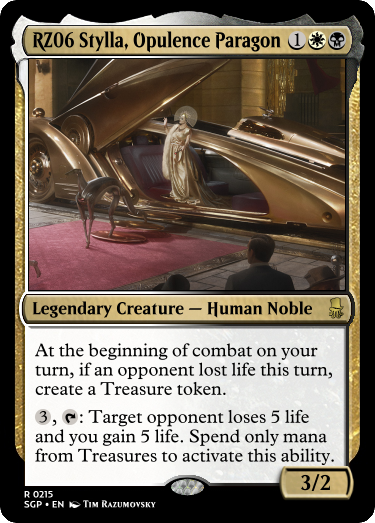 RZ06 Stylla, Opulence Paragon 1
Legendary Creature — Human Noble
At the beginning of combat on your
turn, if an opponent lost life this turn,
create a Treasure token.
3, : Target opponent loses 5 life
and you gain 5 life. Spend only mana
from Treasures to activate this ability.
3/2
R 0215
SGP • EN Tim Razumovsky